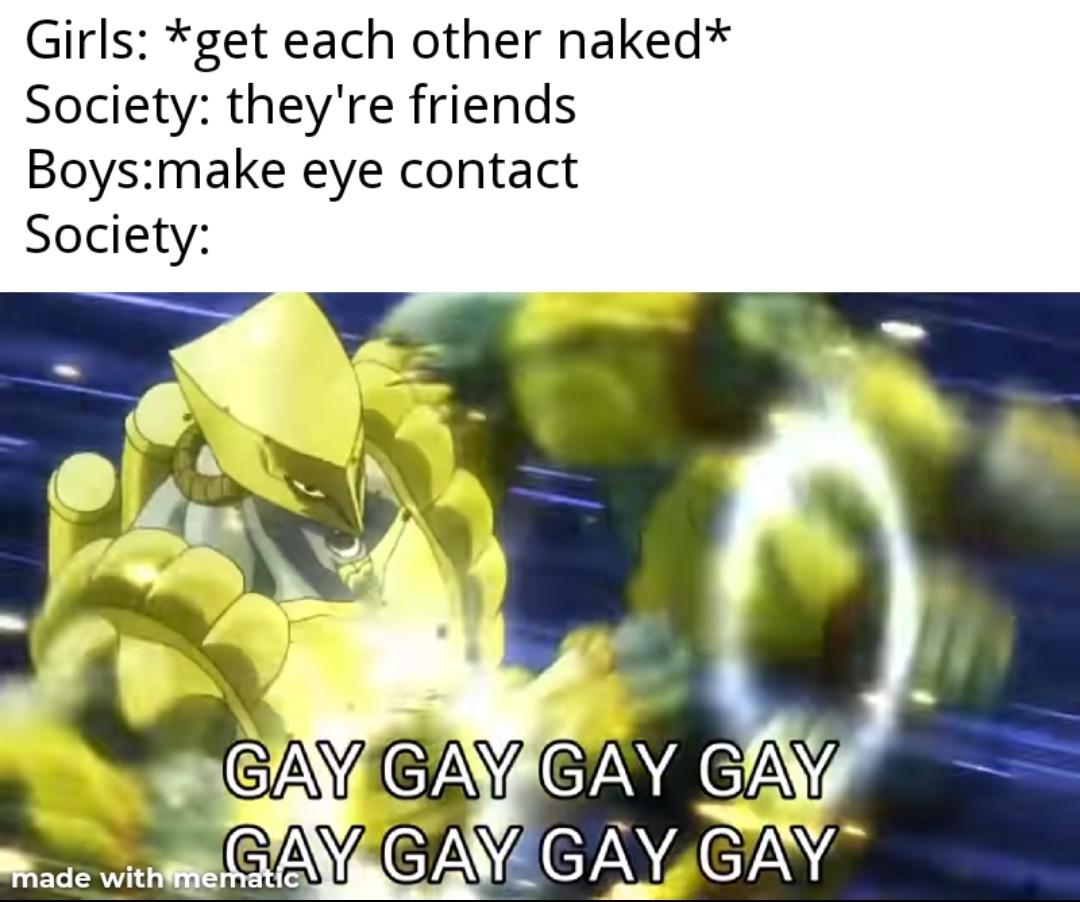 Girls: *get each other naked*
Society: they're friends
Boys:make eye contact
Society:
GAY GAY GAY GAY
GAY GAY GAY GAY
made with mematic